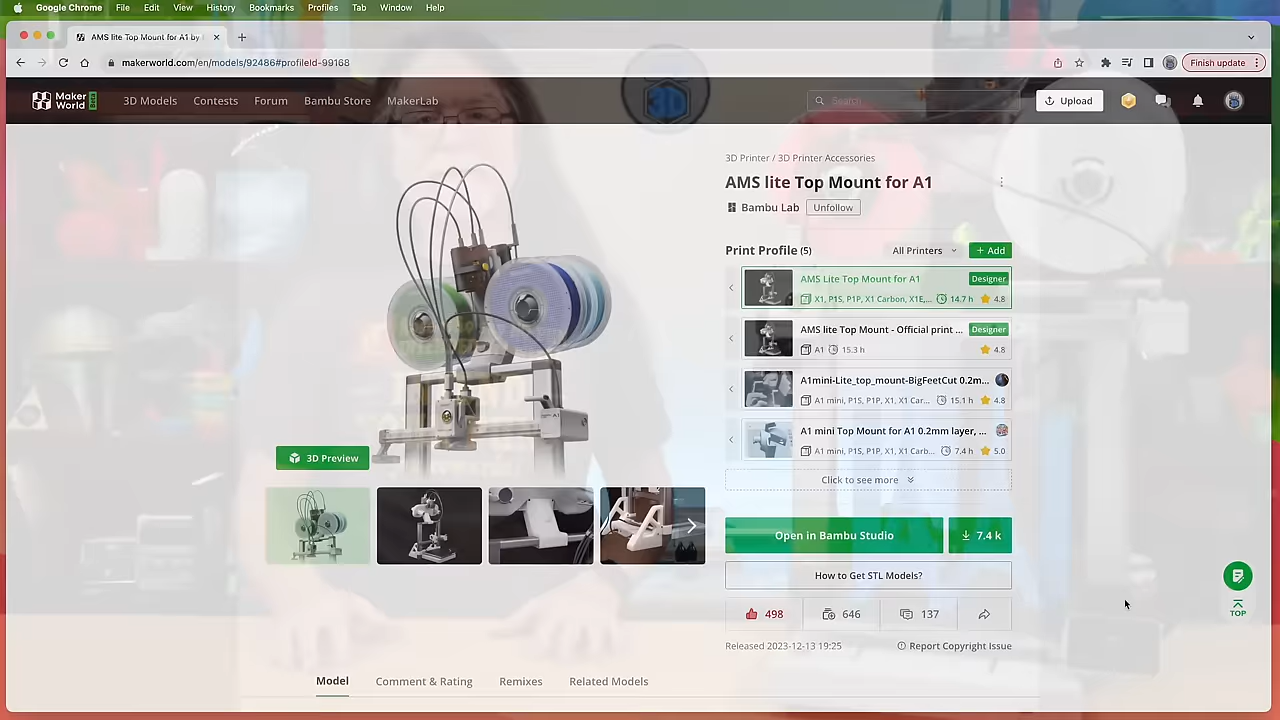 Google Chrome File Edit View History Bookmarks Profiles Tab Window Help
AMS lite Top Mount for A1 by
makerworld.com/en/models/92486#profileId-99168
Finish update
Maker World Beta
3D Models Contests Forum Bambu Store MakerLab
Search
Upload
3D
3D Printer / 3D Printer Accessories
AMS lite Top Mount for A1
Bambu Lab Unfollow
Print Profile (5) All Printers + Add
AMS Lite Top Mount for A1 Designer
X1, P1S, P1P, X1 Carbon, X1E,... 14.7 h 4.8
AMS lite Top Mount - Official print ... Designer
A1 15.3 h 4.8
A1mini-Lite_top_mount-BigFeetCut 0.2m...
A1 mini, P1S, P1P, X1, X1 Car... 15.1 h 4.8
A1 mini Top Mount for A1 0.2mm layer, ...
A1 mini, P1S, P1P, X1, X1 Carb... 7.4 h 5.0
Click to see more
3D Preview
Open in Bambu Studio 7.4 k
How to Get STL Models?
498 646 137
TOP
Released 2023-12-13 19:25 Report Copyright Issue
Model Comment & Rating Remixes Related Models